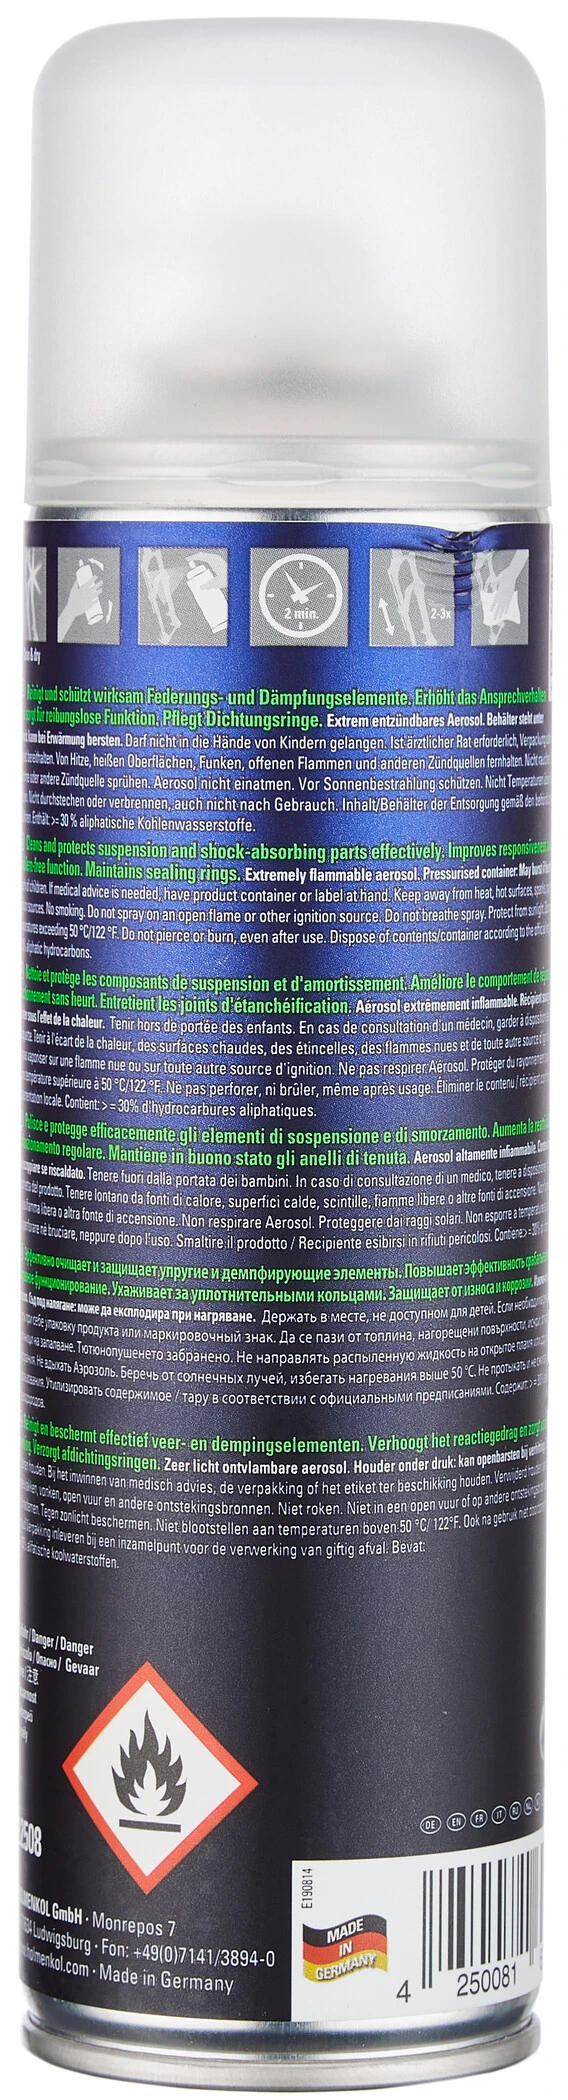 2 min.
2-3x
& dry
und schützt wirksam Federungs- und Dämpfungselemente. Erhöht das Ansprechverhalten
für reibungslose Funktion. Pflegt Dichtungsringe. Extrem entzündbares Aerosol. Behälter steht unter
kann bei Erwärmung bersten. Darf nicht in die Hände von Kindern gelangen. Ist ärztlicher Rat erforderlich, Verpackung
Von Hitze, heißen Oberflächen, Funken, offenen Flammen und anderen Zündquellen fernhalten. Nicht
oder andere Zündquelle sprühen. Aerosol nicht einatmen. Vor Sonnenbestrahlung schützen. Nicht Temperaturen
Nicht durchstechen oder verbrennen, auch nicht nach Gebrauch. Inhalt/Behälter der Entsorgung gemäß den
Enthält: >= 30 % aliphatische Kohlenwasserstoffe.
Cleans and protects suspension and shock-absorbing parts effectively. Improves responsiveness
function. Maintains sealing rings. Extremely flammable aerosol. Pressurised container: May burst
of children. If medical advice is needed, have product container or label at hand. Keep away from heat, hot surfaces,
sources. No smoking. Do not spray on an open flame or other ignition source. Do not breathe spray. Protect from sunlight.
exceeding 50 °C/122 °F. Do not pierce or burn, even after use. Dispose of contents/container according to the official
hydrocarbons.
Nettoie et protège les composants de suspension et d'amortissement. Améliore le comportement de
sans heurt. Entretient les joints d'étanchéification. Aérosol extrêmement inflammable. Récipient
sous l'effet de la chaleur. Tenir hors de portée des enfants. En cas de consultation d'un médecin, garder à
Tenir à l'écart de la chaleur, des surfaces chaudes, des étincelles, des flammes nues et de toute autre source
vaporiser sur une flamme nue ou sur toute autre source d'ignition. Ne pas respirer Aérosol. Protéger du rayonnement
température supérieure à 50 °C/122 °F. Ne pas perforer, ni brûler, même après usage. Éliminer le contenu / récipient
locale. Contient: >= 30% d'hydrocarbures aliphatiques.
Pulisce e protegge efficacemente gli elementi di sospensione e di smorzamento. Aumenta la
regolare. Mantiene in buono stato gli anelli di tenuta. Aerosol altamente infiammabile.
se riscaldato. Tenere fuori dalla portata dei bambini. In caso di consultazione di un medico, tenere a disposizione
del prodotto. Tenere lontano da fonti di calore, superfici calde, scintille, fiamme libere o altre fonti di accensione. Non
fiamma libera o altra fonte di accensione. Non respirare Aerosol. Proteggere dai raggi solari. Non esporre a
né bruciare, neppure dopo l'uso. Smaltire il prodotto / Recipiente esibirsi in rifiuti pericolosi. Contiene: >= 30%
Эффективно очищает и защищает упругие и демпфирующие элементы. Повышает эффективность
функционирование. Ухаживает за уплотнительными кольцами. Защищает от износа и коррозии.
Съд под налягане: може да експлодира при нагряване. Держать в месте, не доступном для детей. Если
упаковку продукта или маркировочный знак. Да се пази от топлина, нагорещени повърхности,
на запалване. Тютюнопушенето забранено. Не направлять распыленную жидкость на открытое пламя
Не вдыхать Аэрозоль. Беречь от солнечных лучей, избегать нагревания выше 50 °C. Не протыкать и не
Утилизировать содержимое / тару в соответствии с официальными предписаниями. Содержит: >= 30
Reinigt en beschermt effectief veer- en dempingselementen. Verhoogt het reactiegedrag en zorgt
Verzorgt afdichtingsringen. Zeer licht ontvlambare aerosol. Houder onder druk: kan openbarsten bij
houden. Bij het inwinnen van medisch advies, de verpakking of het etiket ter beschikking houden. Verwijderd
vonken, open vuur en andere ontstekingsbronnen. Niet roken. Niet in een open vuur of op andere
Tegen zonlicht beschermen. Niet blootstellen aan temperaturen boven 50 °C/ 122°F. Ook na gebruik niet
verpakking inleveren bij een inzamelpunt voor de verwerking van giftig afval. Bevat:
alifatische koolwaterstoffen.
/ Danger / Danger
/ Опасно / Gevaar
注意
2508
HOLMENKOL GmbH · Monrepos 7
Ludwigsburg · Fon: +49(0)7141/3894-0
www.holmenkol.com · Made in Germany
DE EN FR IT RU NL
E190814
MADE
IN
GERMANY
4 250081